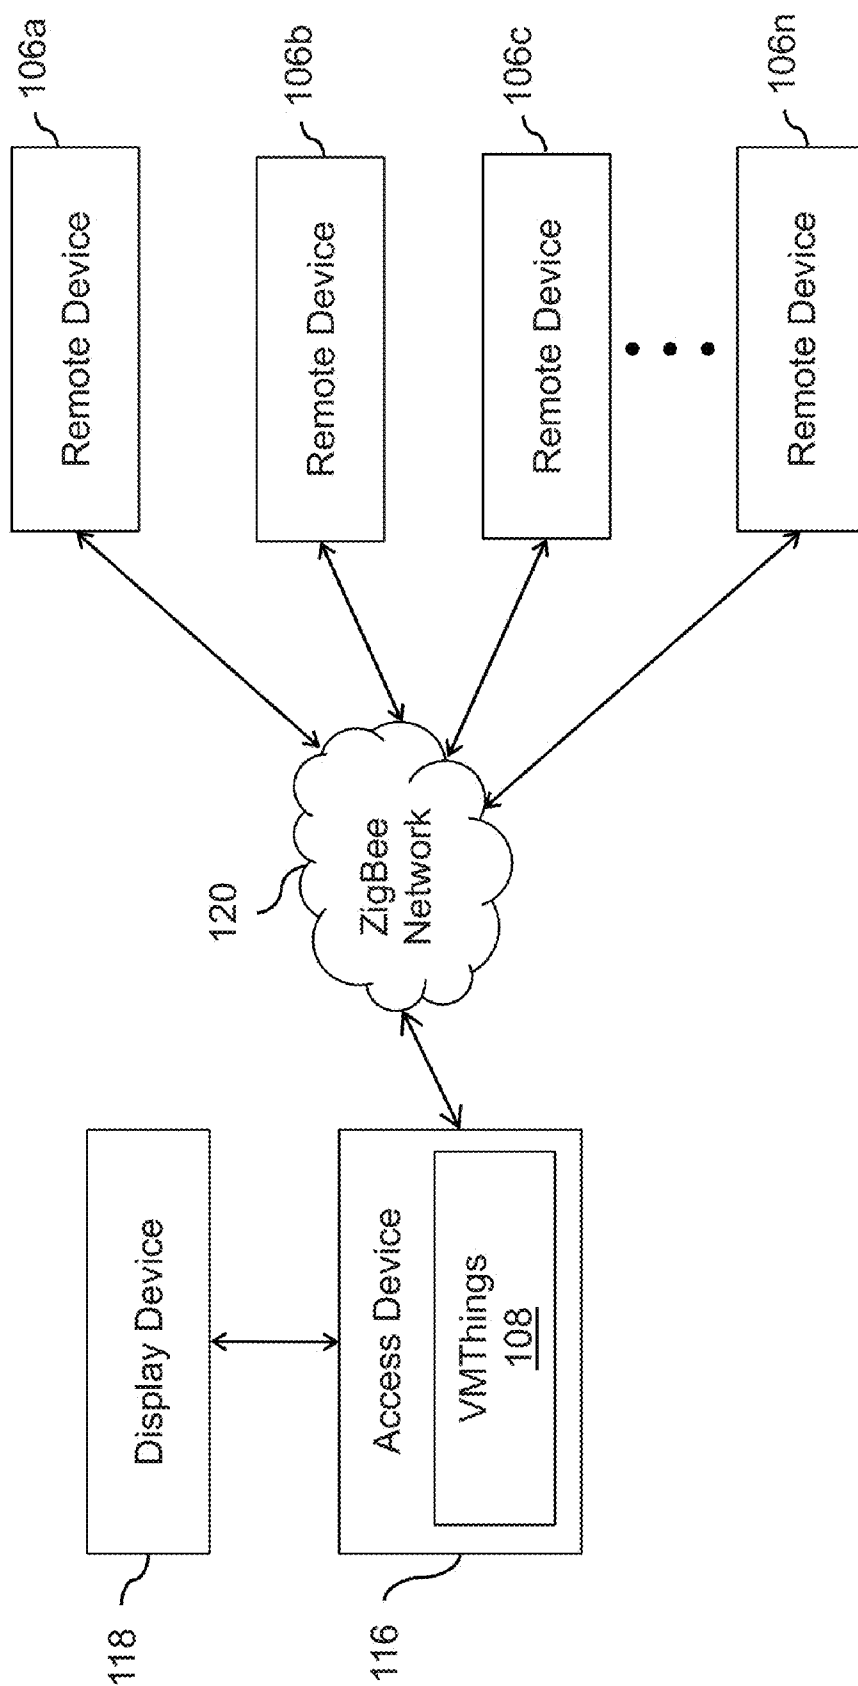 118
Display Device
116
Access Device
VMThings
108
120
ZigBee
Network
Remote Device
106a
Remote Device
106b
Remote Device
106c
Remote Device
106n